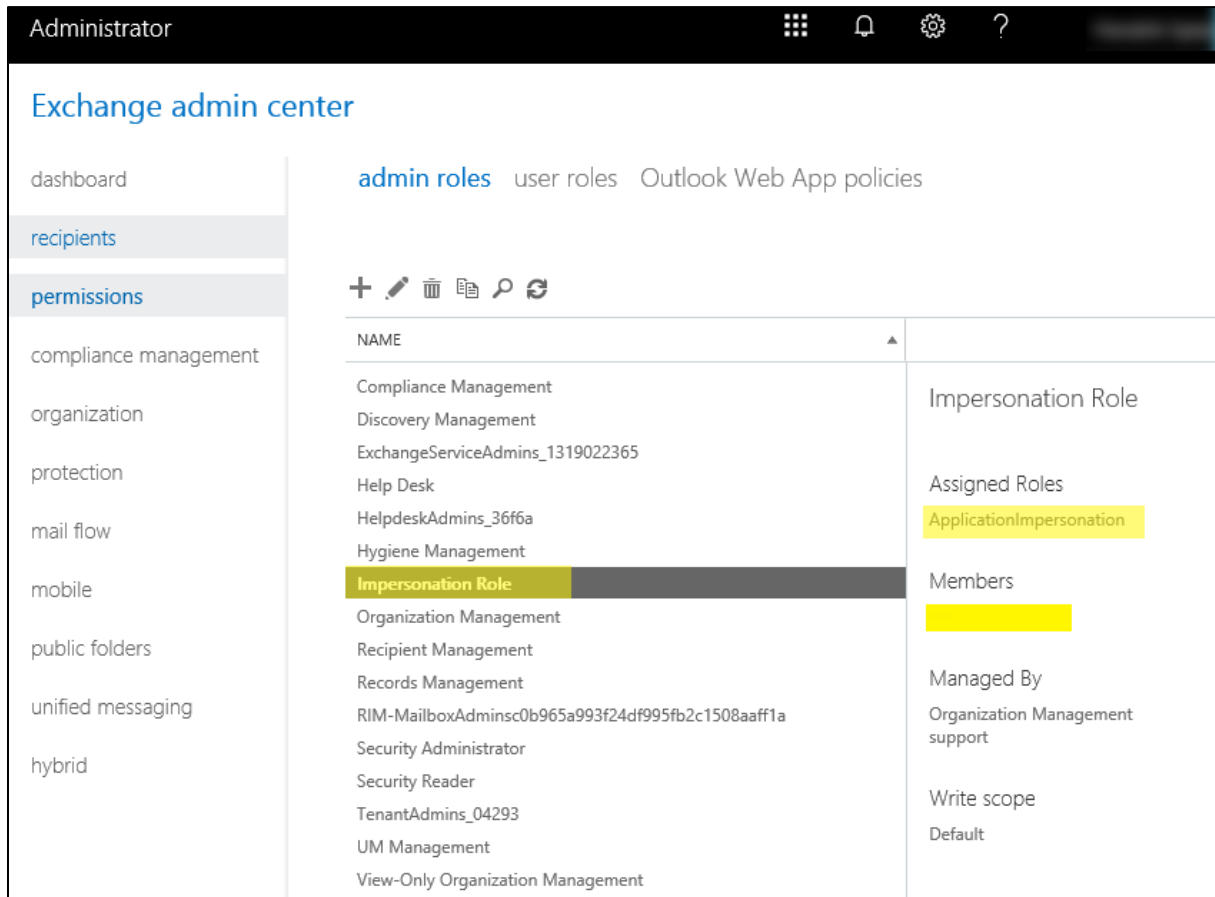 Administrator
?
Exchange admin center
dashboard
recipients
permissions
compliance management
organization
protection
mail flow
mobile
public folders
unified messaging
hybrid
admin roles user roles Outlook Web App policies
NAME
Compliance Management
Discovery Management
ExchangeServiceAdmins_1319022365
Help Desk
HelpdeskAdmins_36f6a
Hygiene Management
Impersonation Role
Organization Management
Recipient Management
Records Management
RIM-MailboxAdminsc0b965a993f24df995fb2c1508aaff1a
Security Administrator
Security Reader
TenantAdmins_04293
UM Management
View-Only Organization Management
Impersonation Role
Assigned Roles
ApplicationImpersonation
Members
Managed By
Organization Management
support
Write scope
Default